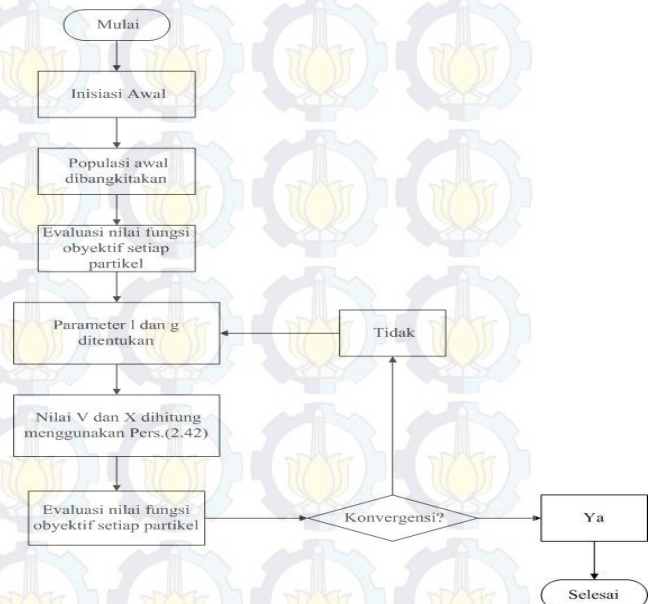 Mulai
Inisiasi Awal
Populasi awal
dibangkitakan
Evaluasi nilai fungsi
obyektif setiap
partikel
Parameter l dan g
ditentukan
Tidak
Nilai V dan X dihitung
menggunakan Pers.(2.42)
Evaluasi nilai fungsi
obyektif setiap partikel
Konvergensi?
Ya
Selesai